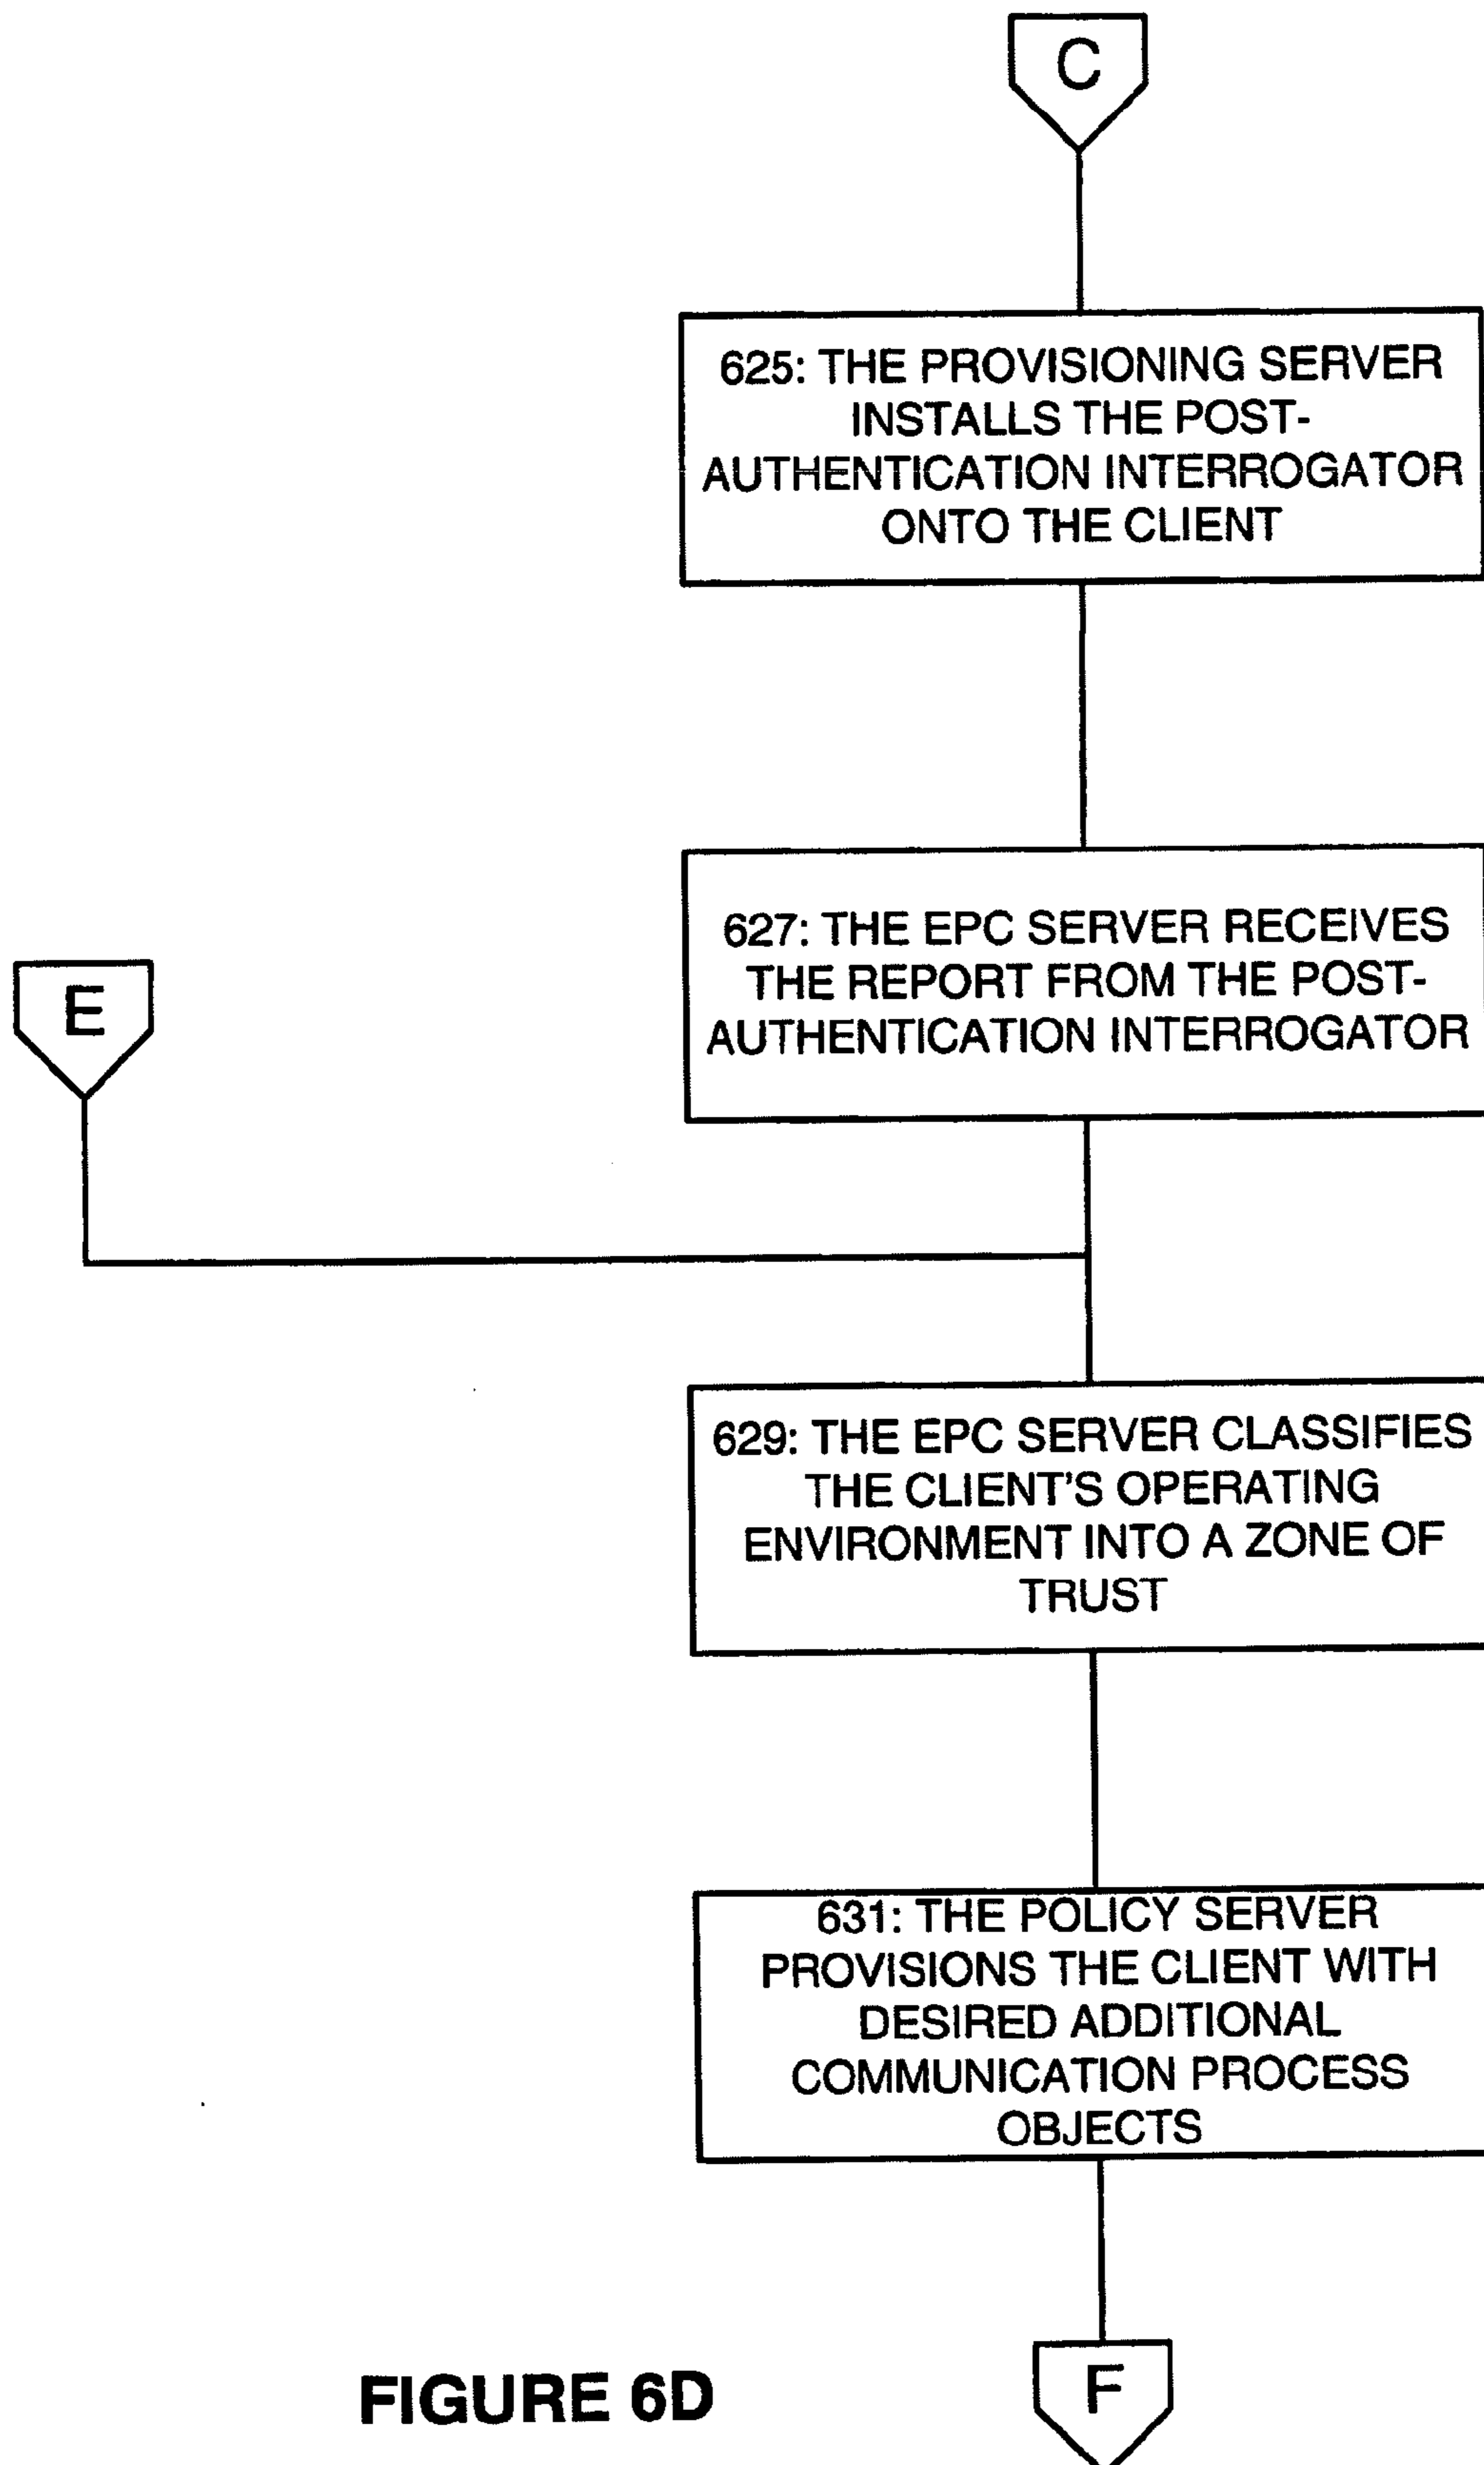 C
625: THE PROVISIONING SERVER
INSTALLS THE POST-
AUTHENTICATION INTERROGATOR
ONTO THE CLIENT
627: THE EPC SERVER RECEIVES
THE REPORT FROM THE POST-
AUTHENTICATION INTERROGATOR
E
629: THE EPC SERVER CLASSIFIES
THE CLIENT'S OPERATING
ENVIRONMENT INTO A ZONE OF
TRUST
631: THE POLICY SERVER
PROVISIONS THE CLIENT WITH
DESIRED ADDITIONAL
COMMUNICATION PROCESS
OBJECTS
F
FIGURE 6D